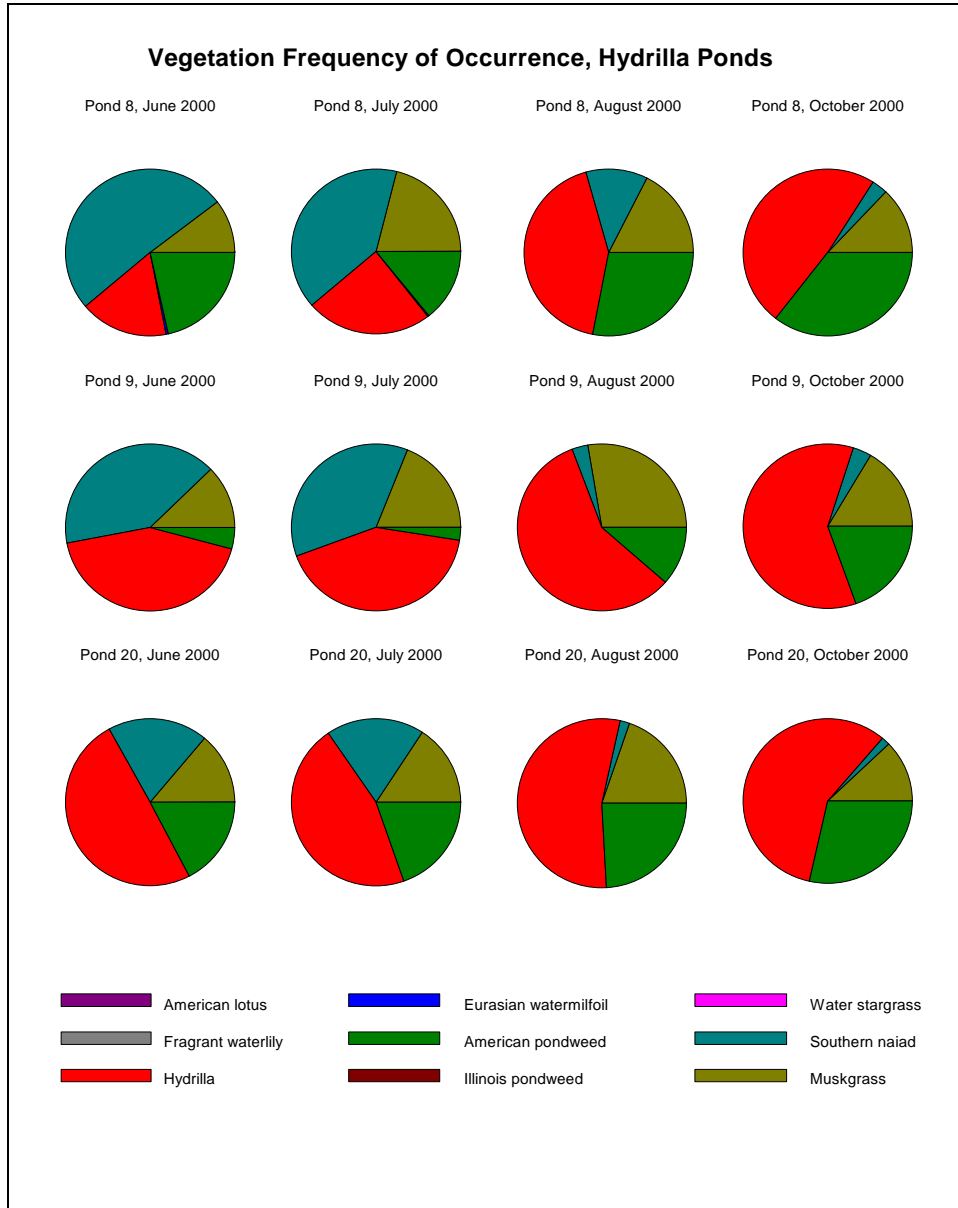 Vegetation Frequency of Occurrence, Hydrilla Ponds
Pond 8, June 2000
Pond 8, July 2000
Pond 8, August 2000
Pond 8, October 2000
Pond 9, June 2000
Pond 9, July 2000
Pond 9, August 2000
Pond 9, October 2000
Pond 20, June 2000
Pond 20, July 2000
Pond 20, August 2000
Pond 20, October 2000
American lotus
Eurasian watermilfoil
Water stargrass
Fragrant waterlily
American pondweed
Southern naiad
Hydrilla
Illinois pondweed
Muskgrass